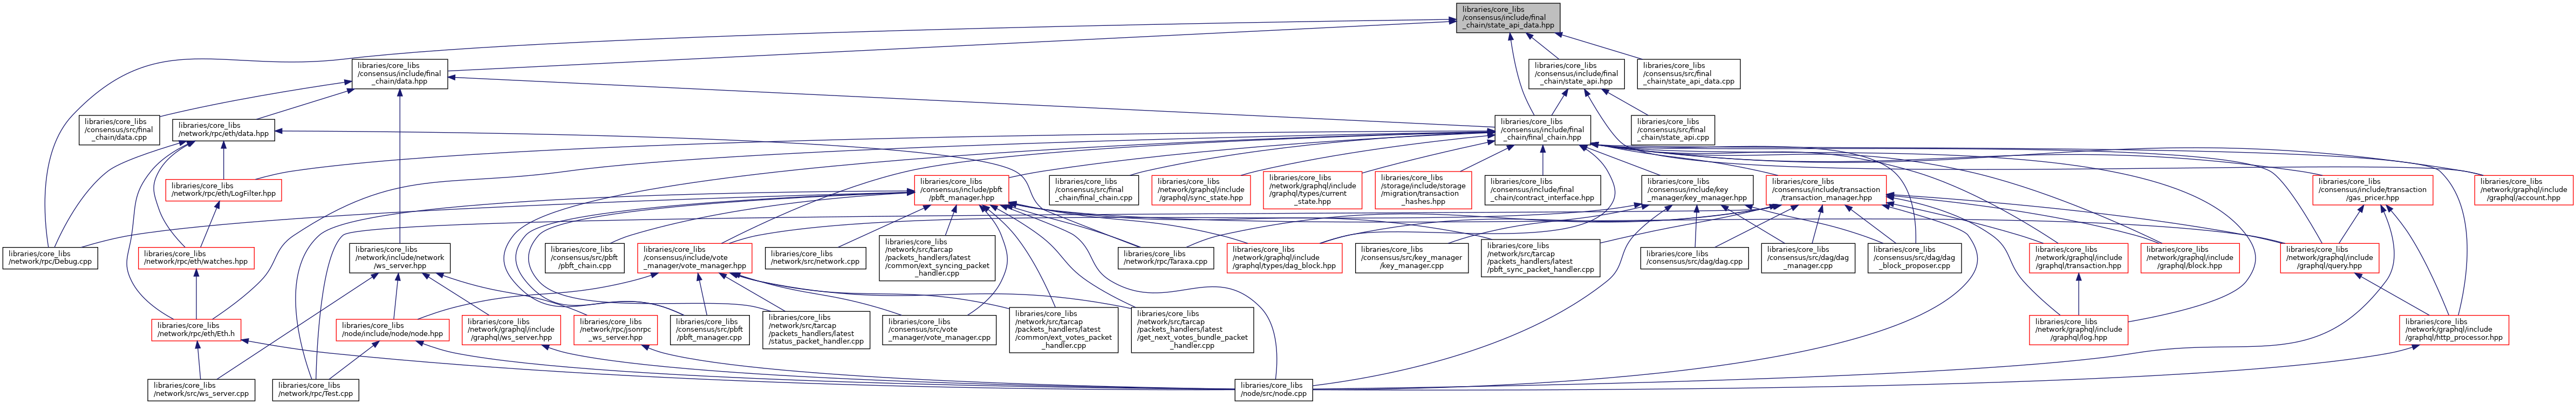 libraries/core_libs
/consensus/include/final
_chain/state_api_data.hpp
libraries/core_libs
/consensus/include/final
_chain/data.hpp
libraries/core_libs
/consensus/include/final
_chain/state_api.hpp
libraries/core_libs
/consensus/src/final
_chain/state_api_data.cpp
libraries/core_libs
/consensus/src/final
_chain/data.cpp
libraries/core_libs
/network/rpc/eth/data.hpp
libraries/core_libs
/consensus/include/final
_chain/final_chain.hpp
libraries/core_libs
/consensus/src/final
_chain/state_api.cpp
libraries/core_libs
/network/rpc/eth/LogFilter.hpp
libraries/core_libs
/consensus/include/pbft
/pbft_manager.hpp
libraries/core_libs
/consensus/src/final
_chain/final_chain.cpp
libraries/core_libs
/network/graphql/include
/graphql/sync_state.hpp
libraries/core_libs
/network/graphql/include
/graphql/types/current
_state.hpp
libraries/core_libs
/storage/include/storage
/migration/transaction
_hashes.hpp
libraries/core_libs
/consensus/include/final
_chain/contract_interface.hpp
libraries/core_libs
/consensus/include/key
_manager/key_manager.hpp
libraries/core_libs
/consensus/include/transaction
/transaction_manager.hpp
libraries/core_libs
/consensus/include/transaction
/gas_pricer.hpp
libraries/core_libs
/network/graphql/include
/graphql/account.hpp
libraries/core_libs
/network/rpc/Debug.cpp
libraries/core_libs
/network/rpc/eth/watches.hpp
libraries/core_libs
/network/include/network
/ws_server.hpp
libraries/core_libs
/consensus/src/pbft
/pbft_chain.cpp
libraries/core_libs
/consensus/include/vote
_manager/vote_manager.hpp
libraries/core_libs
/network/src/network.cpp
libraries/core_libs
/network/src/tarcap
/packets_handlers/latest
/common/ext_syncing_packet
_handler.cpp
libraries/core_libs
/network/rpc/Taraxa.cpp
libraries/core_libs
/network/graphql/include
/graphql/types/dag_block.hpp
libraries/core_libs
/consensus/src/key_manager
/key_manager.cpp
libraries/core_libs
/network/src/tarcap
/packets_handlers/latest
/pbft_sync_packet_handler.cpp
libraries/core_libs
/consensus/src/dag/dag.cpp
libraries/core_libs
/consensus/src/dag/dag
_manager.cpp
libraries/core_libs
/consensus/src/dag/dag
_block_proposer.cpp
libraries/core_libs
/network/graphql/include
/graphql/transaction.hpp
libraries/core_libs
/network/graphql/include
/graphql/block.hpp
libraries/core_libs
/network/graphql/include
/graphql/query.hpp
libraries/core_libs
/network/rpc/eth/Eth.h
libraries/core_libs
/node/include/node/node.hpp
libraries/core_libs
/network/graphql/include
/graphql/ws_server.hpp
libraries/core_libs
/network/rpc/jsonrpc
_ws_server.hpp
libraries/core_libs
/consensus/src/pbft
/pbft_manager.cpp
libraries/core_libs
/network/src/tarcap
/packets_handlers/latest
/status_packet_handler.cpp
libraries/core_libs
/consensus/src/vote
_manager/vote_manager.cpp
libraries/core_libs
/network/src/tarcap
/packets_handlers/latest
/common/ext_votes_packet
_handler.cpp
libraries/core_libs
/network/src/tarcap
/packets_handlers/latest
/get_next_votes_bundle_packet
_handler.cpp
libraries/core_libs
/network/graphql/include
/graphql/log.hpp
libraries/core_libs
/network/graphql/include
/graphql/http_processor.hpp
libraries/core_libs
/network/src/ws_server.cpp
libraries/core_libs
/network/rpc/Test.cpp
libraries/core_libs
/node/src/node.cpp